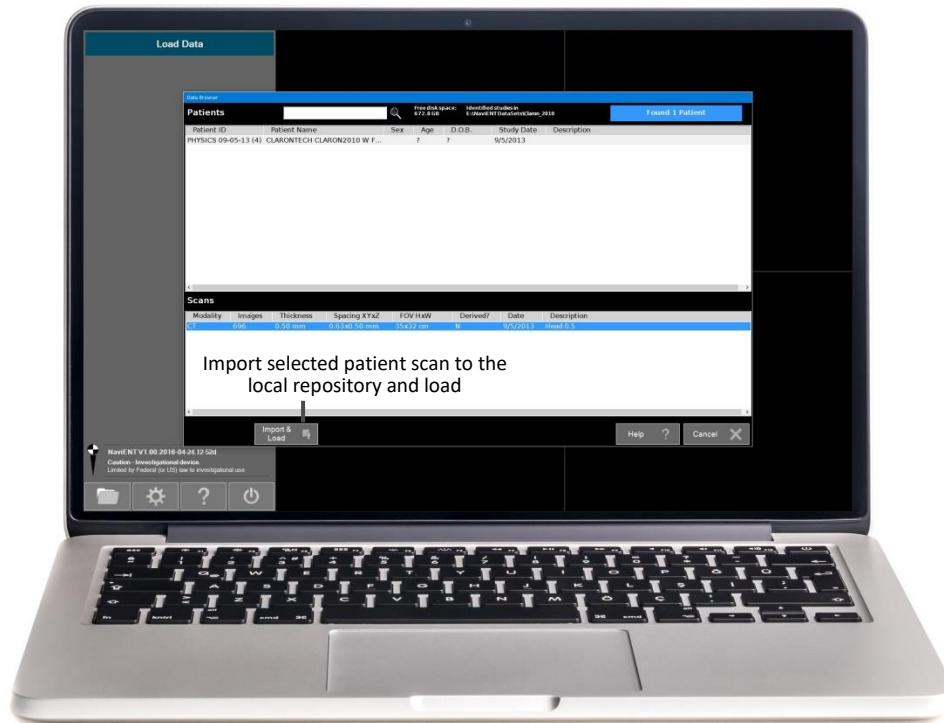 Load Data
Data Browser
Patients
Free disk space: 672.8 GB
Identified studies in
Found 1 Patient
Patient ID Patient Name Sex Age D.O.B. Study Date Description
PHYSICS 09-05-13 (4) CLARONTECH CLARON2010 W F... ? ? 9/5/2013
Scans
Modality Images Thickness Spacing XYxZ FOV HxW Derived? Date Description
CT 696 0.50 mm 0.63x0.50 mm 35x32 cm N 9/5/2013 Head 0.5
Import selected patient scan to the
local repository and load
Import &
Load
Help ?
Cancel
NaviENT V1.00.2016-04-24.12-52d
Caution - Investigational device.
Limited by Federal (or US) law to investigational use.
?
esc
Q W E R T Y U I O P Ğ Ü
A S D F G H J K L Ş İ
Z X C V B N M Ö Ç
fn kntrl cmd cmd